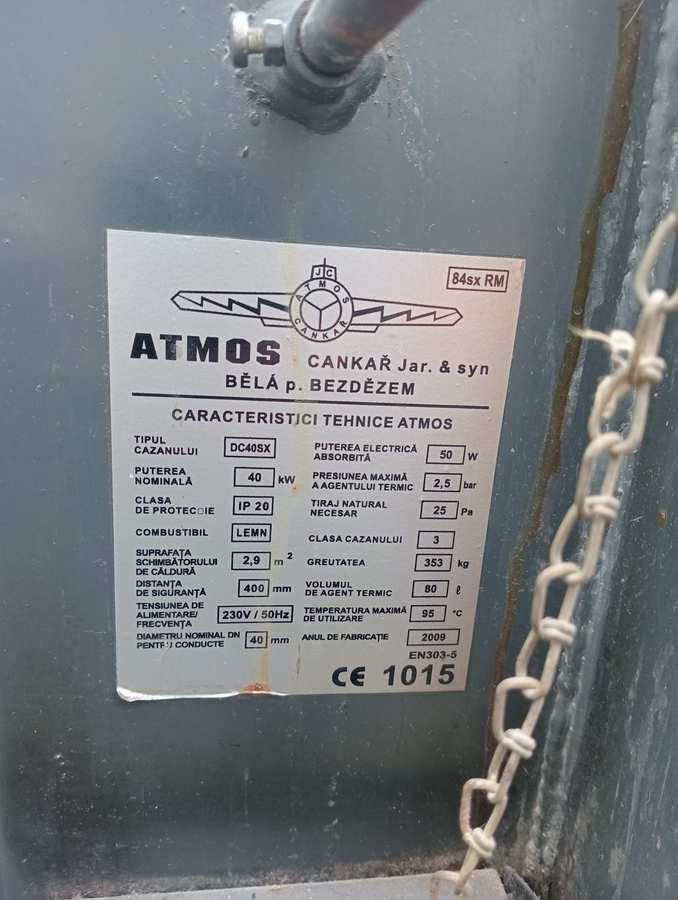 JC
ATMOS
CANKAŘ
84sx RM
ATMOS CANKAŘ Jar. & syn
BĚLÁ p. BEZDĚZEM
CARACTERISTICI TEHNICE ATMOS
TIPUL
CAZANULUI DC40SX
PUTEREA
NOMINALĂ 40 kW
CLASA
DE PROTEC□IE IP 20
COMBUSTIBIL LEMN
SUPRAFAŢA
SCHIMBĂTORULUI 2,9 m²
DE CĂLDURĂ
DISTANŢA
DE SIGURANŢĂ 400 mm
TENSIUNEA DE
ALIMENTARE/ 230V / 50Hz
FRECVENŢA
DIAMETRU NOMINAL DN
PENTRU CONDUCTE 40 mm
PUTEREA ELECTRICĂ
ABSORBITĂ 50 W
PRESIUNEA MAXIMĂ
A AGENTULUI TERMIC 2,5 bar
TIRAJ NATURAL
NECESAR 25 Pa
CLASA CAZANULUI 3
GREUTATEA 353 kg
VOLUMUL
DE AGENT TERMIC 80 ℓ
TEMPERATURA MAXIMĂ
DE UTILIZARE 95 °C
ANUL DE FABRICAŢIE 2009
EN303-5
CE 1015